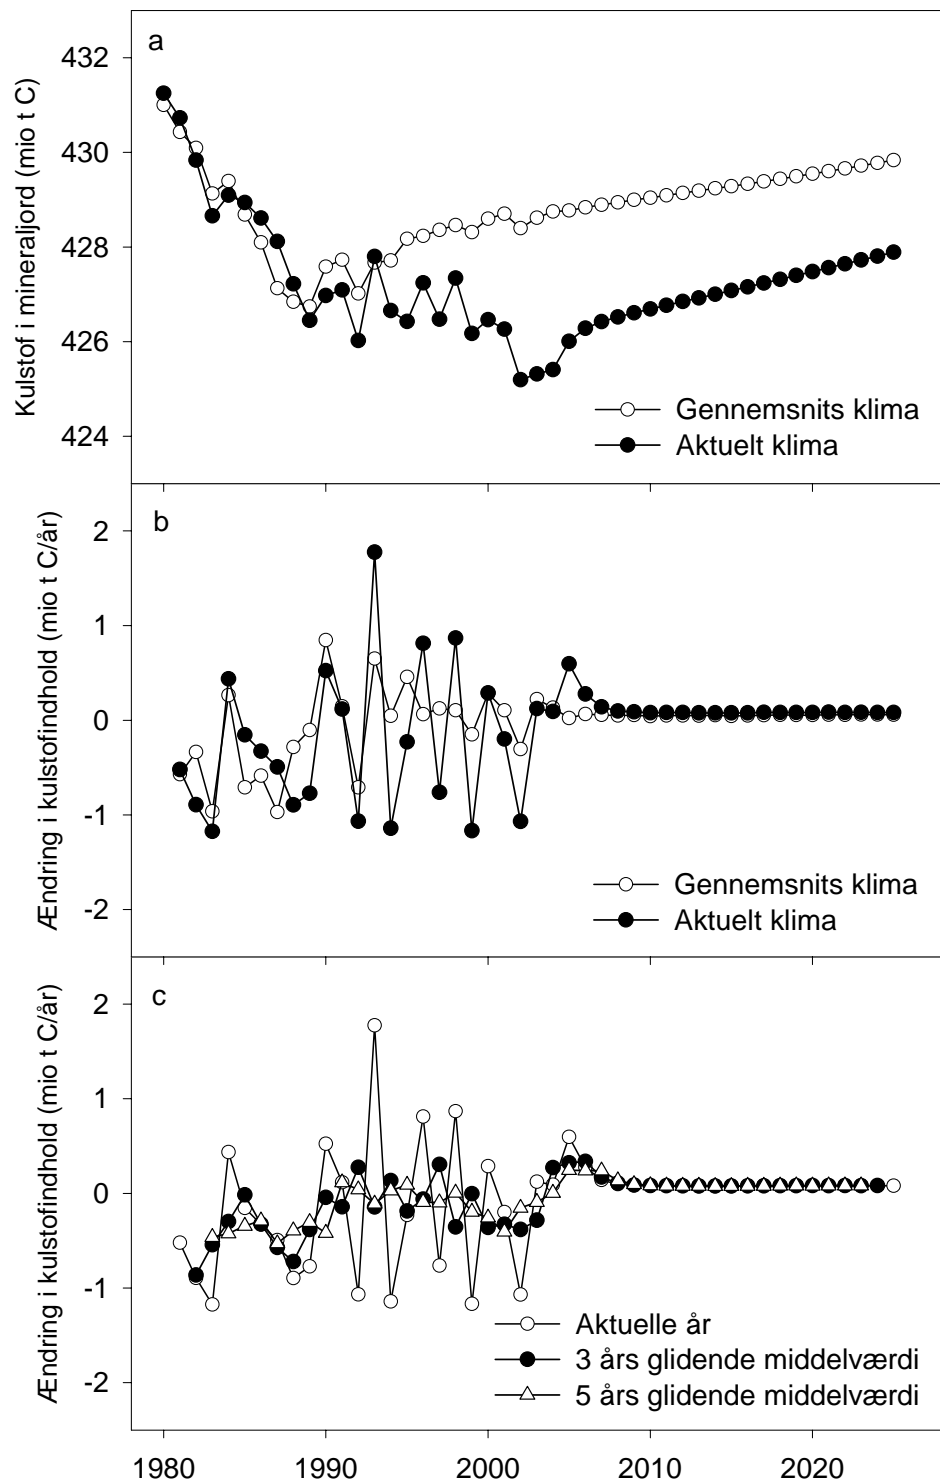 a
432
430
428
426
424
Kulstof i mineraljord (mio t C)
Gennemsnits klima
Aktuelt klima
b
2
1
0
-1
-2
Ændring i kulstofindhold (mio t C/år)
Gennemsnits klima
Aktuelt klima
c
2
1
0
-1
-2
Ændring i kulstofindhold (mio t C/år)
Aktuelle år
3 års glidende middelværdi
5 års glidende middelværdi
1980 1990 2000 2010 2020